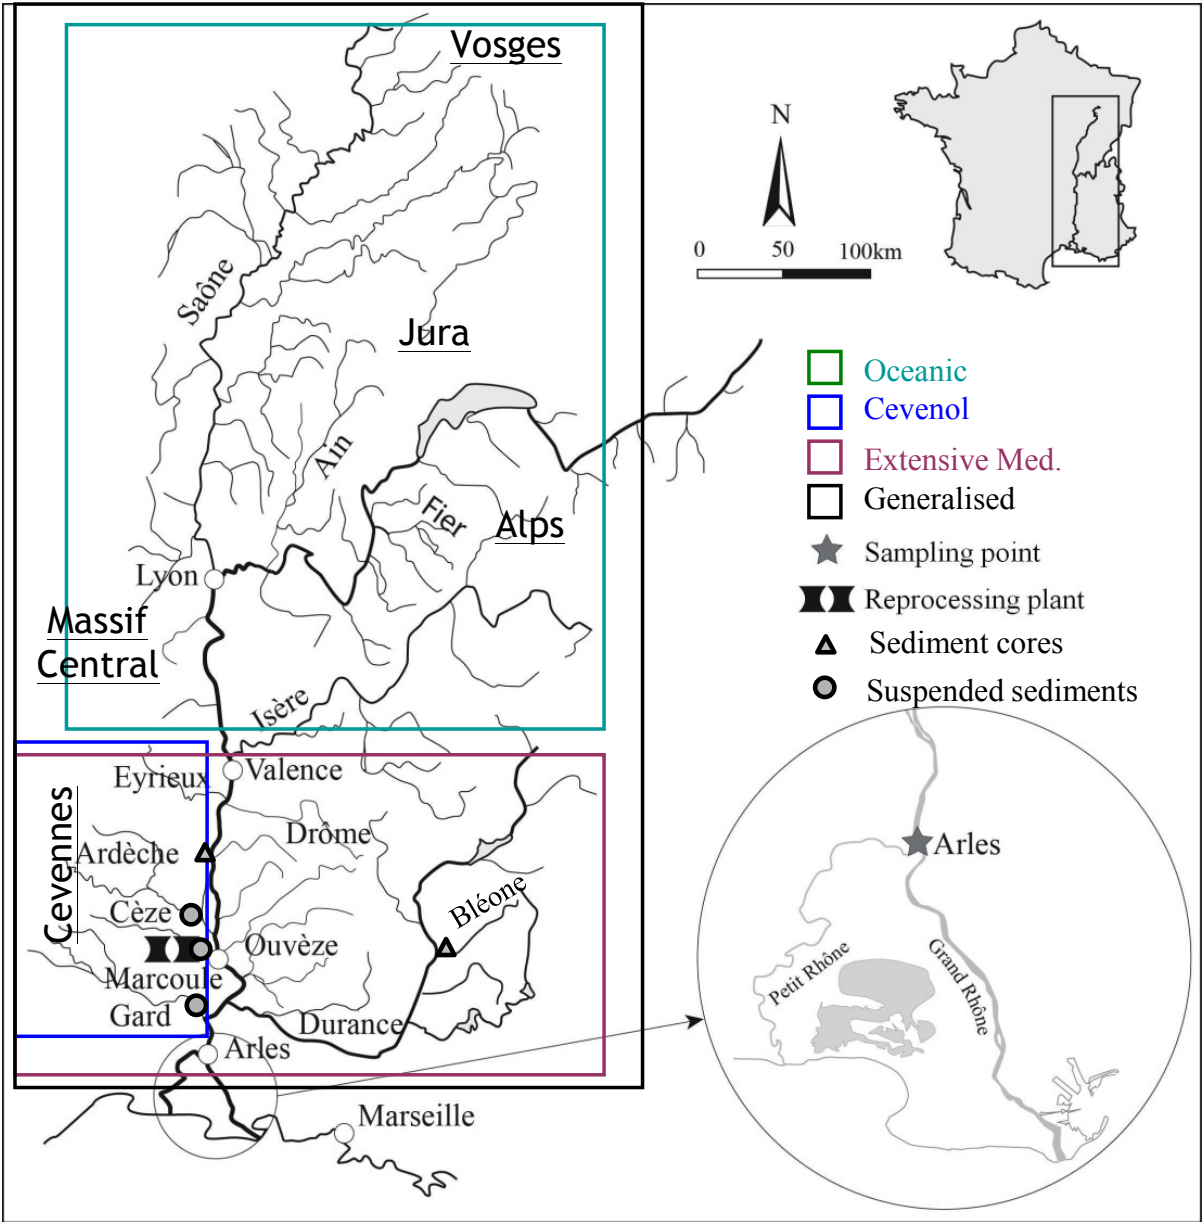 Vosges
N
0 50 100km
Saône
Jura
Oceanic
Cevenol
Ain
Extensive Med.
Generalised
Fier
Alps
Sampling point
Lyon
Reprocessing plant
Massif
Central
Sediment cores
Suspended sediments
Isère
Eyrieux
Valence
Cevennes
Drôme
Ardèche
Arles
Bléone
Cèze
Ouvèze
Marcoule
Petit Rhône
Grand Rhône
Gard
Durance
Arles
Marseille